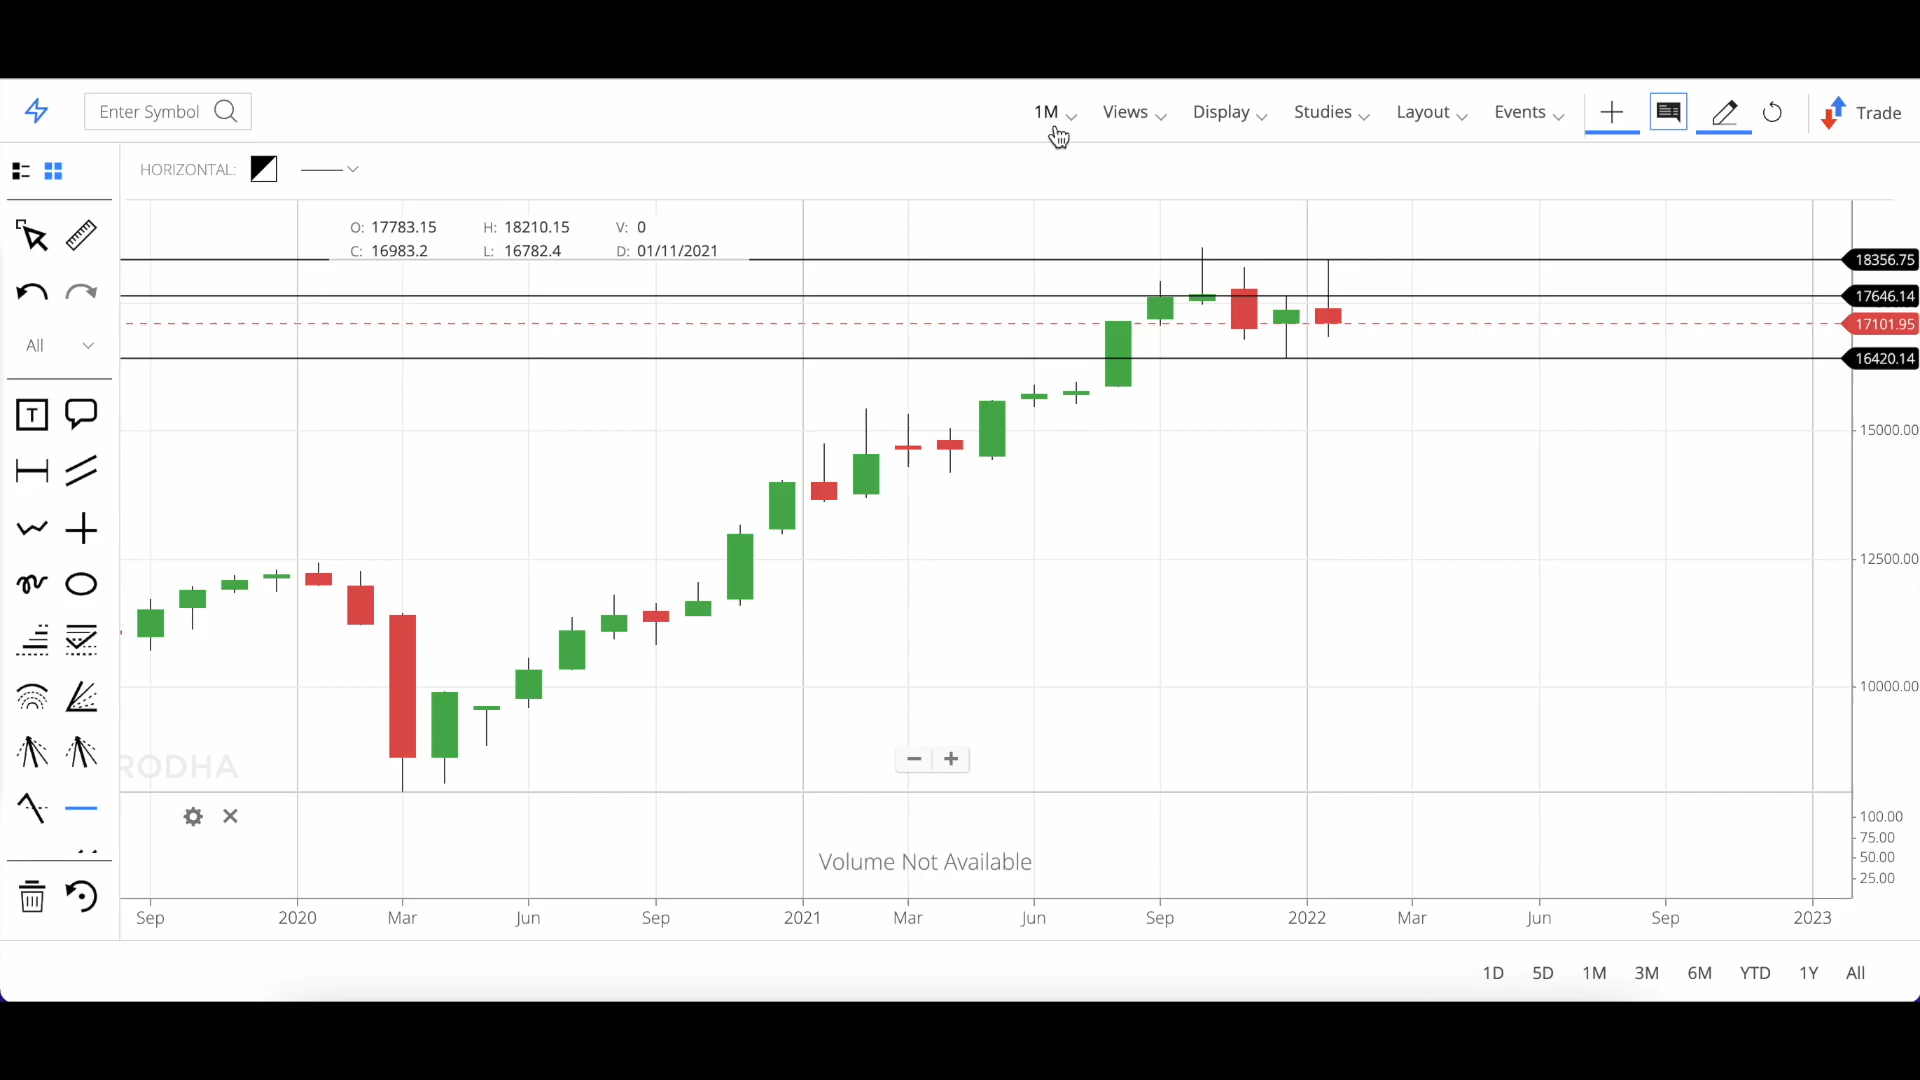 Enter Symbol 1M Views Display Studies Layout Events Trade
HORIZONTAL:
O: 17783.15 H: 18210.15 V: 0
C: 16983.2 L: 16782.4 D: 01/11/2021
18356.75
17646.14
17101.95
16420.14
All
T
15000.00
12500.00
10000.00
RODHA
100.00
75.00
50.00
25.00
Volume Not Available
Sep 2020 Mar Jun Sep 2021 Mar Jun Sep 2022 Mar Jun Sep 2023
1D 5D 1M 3M 6M YTD 1Y All